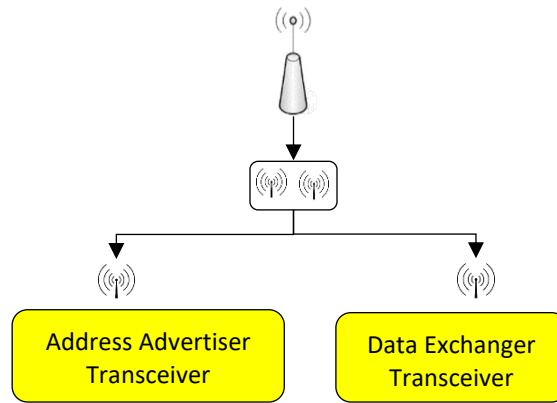 Address Advertiser
Transceiver
Data Exchanger
Transceiver